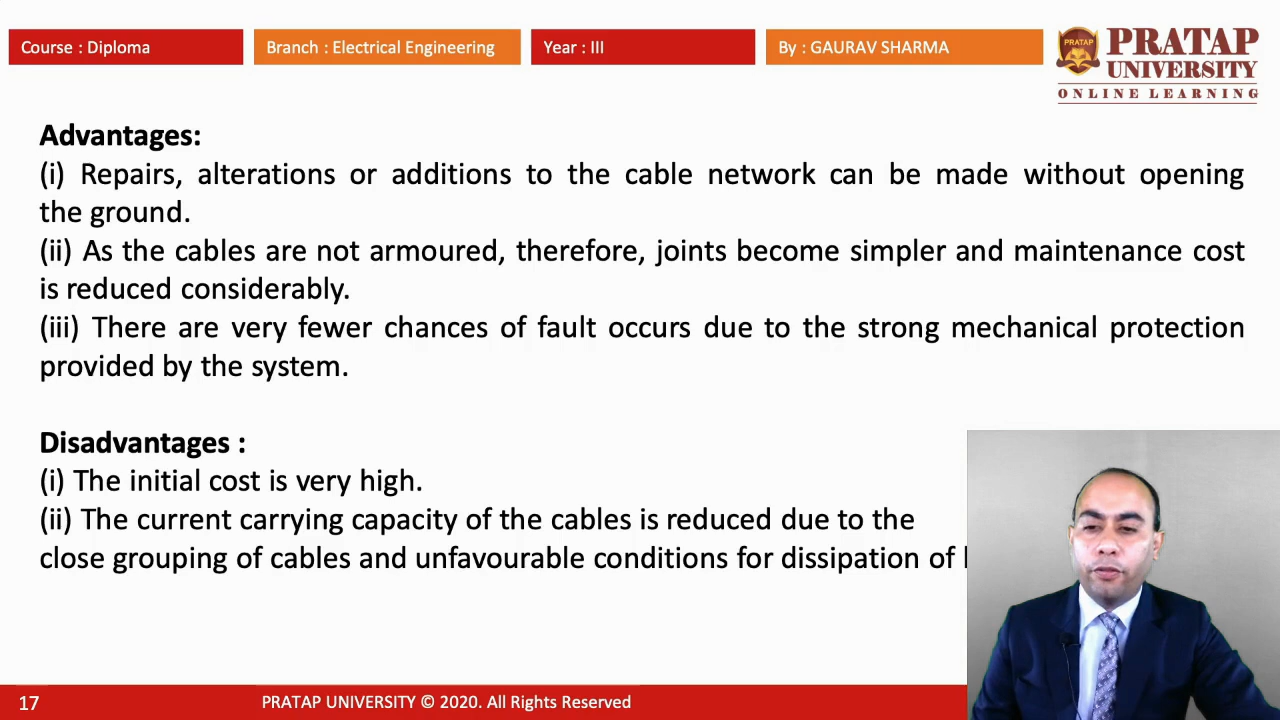 Course : Diploma
Branch : Electrical Engineering
Year : III
By : GAURAV SHARMA
PRATAP
PRATAP
UNIVERSITY
ONLINE LEARNING
Advantages:
(i) Repairs, alterations or additions to the cable network can be made without opening
the ground.
(ii) As the cables are not armoured, therefore, joints become simpler and maintenance cost
is reduced considerably.
(iii) There are very fewer chances of fault occurs due to the strong mechanical protection
provided by the system.
Disadvantages :
(i) The initial cost is very high.
(ii) The current carrying capacity of the cables is reduced due to the
close grouping of cables and unfavourable conditions for dissipation of
17
PRATAP UNIVERSITY © 2020. All Rights Reserved